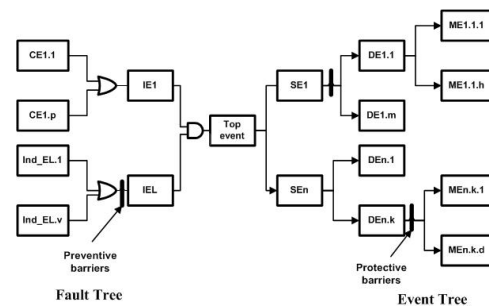 CE1.1
CE1.p
Ind_EL.1
Ind_EL.v
IE1
IEL
Top
event
SE1
SEn
DE1.1
DE1.m
DEn.1
DEn.k
ME1.1.1
ME1.1.h
MEn.k.1
MEn.k.d
Preventive
barriers
Protective
barriers
Fault Tree
Event Tree